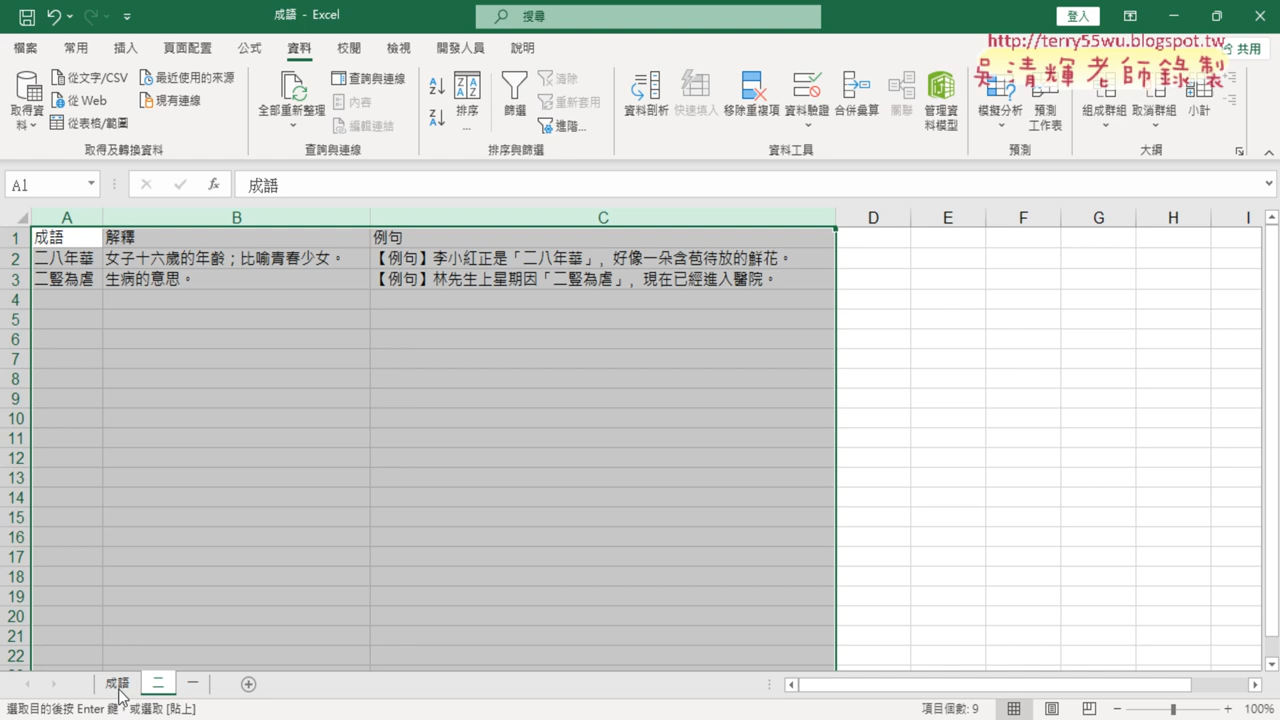 成語 - Excel
搜尋
登入
檔案 常用 插入 頁面配置 公式 資料 校閱 檢視 開發人員 說明
http://terry55wu.blogspot.tw
共用
吳清輝老師錄製
取得資料 從文字/CSV 從 Web 從表格/範圍 最近使用的來源 現有連線
全部重新整理 查詢與連線 內容 編輯連結
排序... 篩選 清除 重新套用 進階...
資料剖析 快速填入 移除重複項 資料驗證 合併彙算 關聯 管理資料模型
模擬分析 預測工作表 組成群組 取消群組 小計
取得及轉換資料 查詢與連線 排序與篩選 資料工具 預測 大綱
A1 fx 成語
A B C D E F G H I
1 成語 解釋 例句
2 二八年華 女子十六歲的年齡；比喻青春少女。 【例句】李小紅正是「二八年華」，好像一朵含苞待放的鮮花。
3 二豎為虐 生病的意思。 【例句】林先生上星期因「二豎為虐」，現在已經進入醫院。
4
5
6
7
8
9
10
11
12
13
14
15
16
17
18
19
20
21
22
成語 二 一
選取目的後按 Enter 鍵，或選取 [貼上] 項目個數: 9 100%